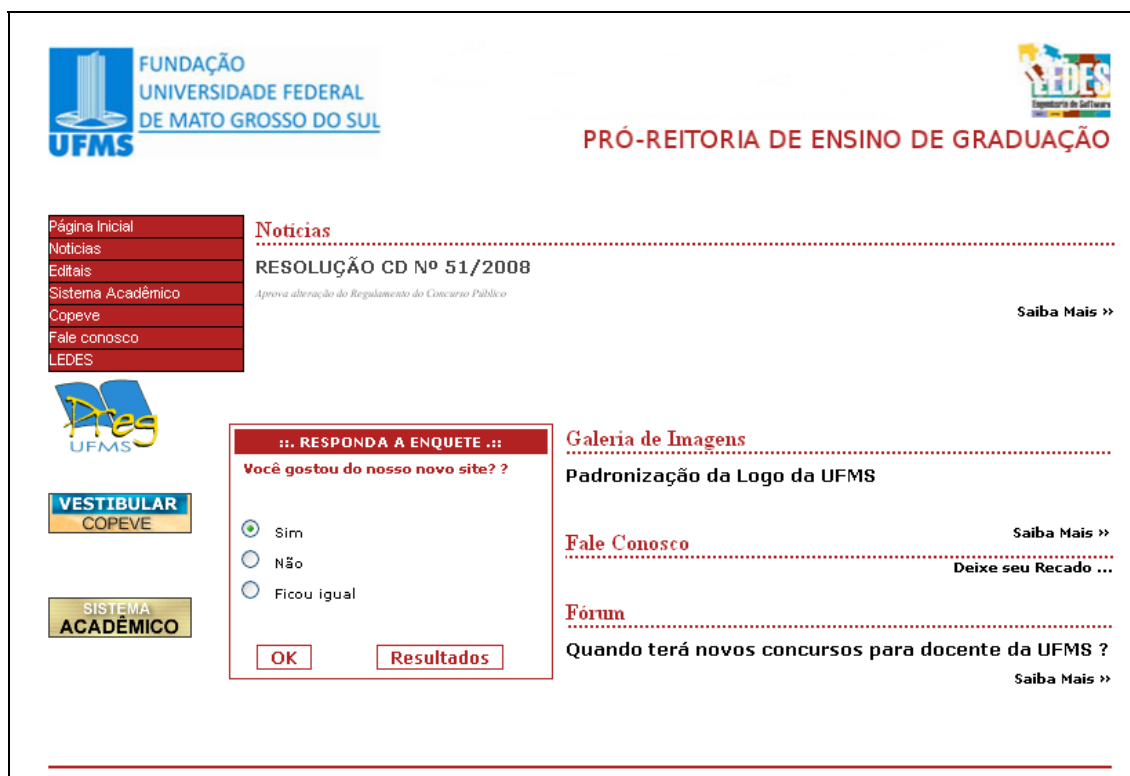 FUNDAÇÃO
UNIVERSIDADE FEDERAL
DE MATO GROSSO DO SUL
UFMS
LEDES
Engenharia de Software
PRÓ-REITORIA DE ENSINO DE GRADUAÇÃO
Página Inicial
Noticias
Editais
Sistema Acadêmico
Copeve
Fale conosco
LEDES
Notícias
RESOLUÇÃO CD Nº 51/2008
Aprova alteração do Regulamento do Concurso Público
Saiba Mais »
Preg
UFMS
VESTIBULAR
COPEVE
SISTEMA
ACADÊMICO
::. RESPONDA A ENQUETE .::
Você gostou do nosso novo site? ?
Sim
Não
Ficou igual
OK Resultados
Galeria de Imagens
Padronização da Logo da UFMS
Saiba Mais »
Fale Conosco
Deixe seu Recado ...
Fórum
Quando terá novos concursos para docente da UFMS ?
Saiba Mais »